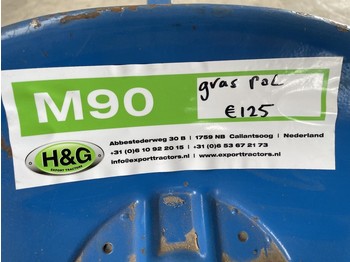 M90
gras pol
€125
Abbestederweg 30 B | 1759 NB Callantsoog | Nederland
+31 (0)6 10 92 20 15 | +31 (0)6 53 67 21 73
info@exporttractors.nl | www.exporttractors.nl
H&G
EXPORT TRACTORS